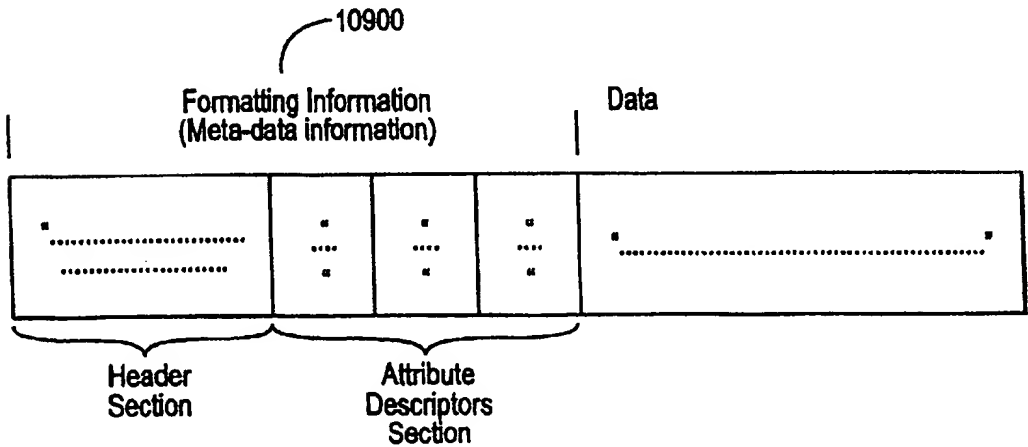 10900
Formatting Information
(Meta-data information)
Data
Header
Section
Attribute
Descriptors
Section